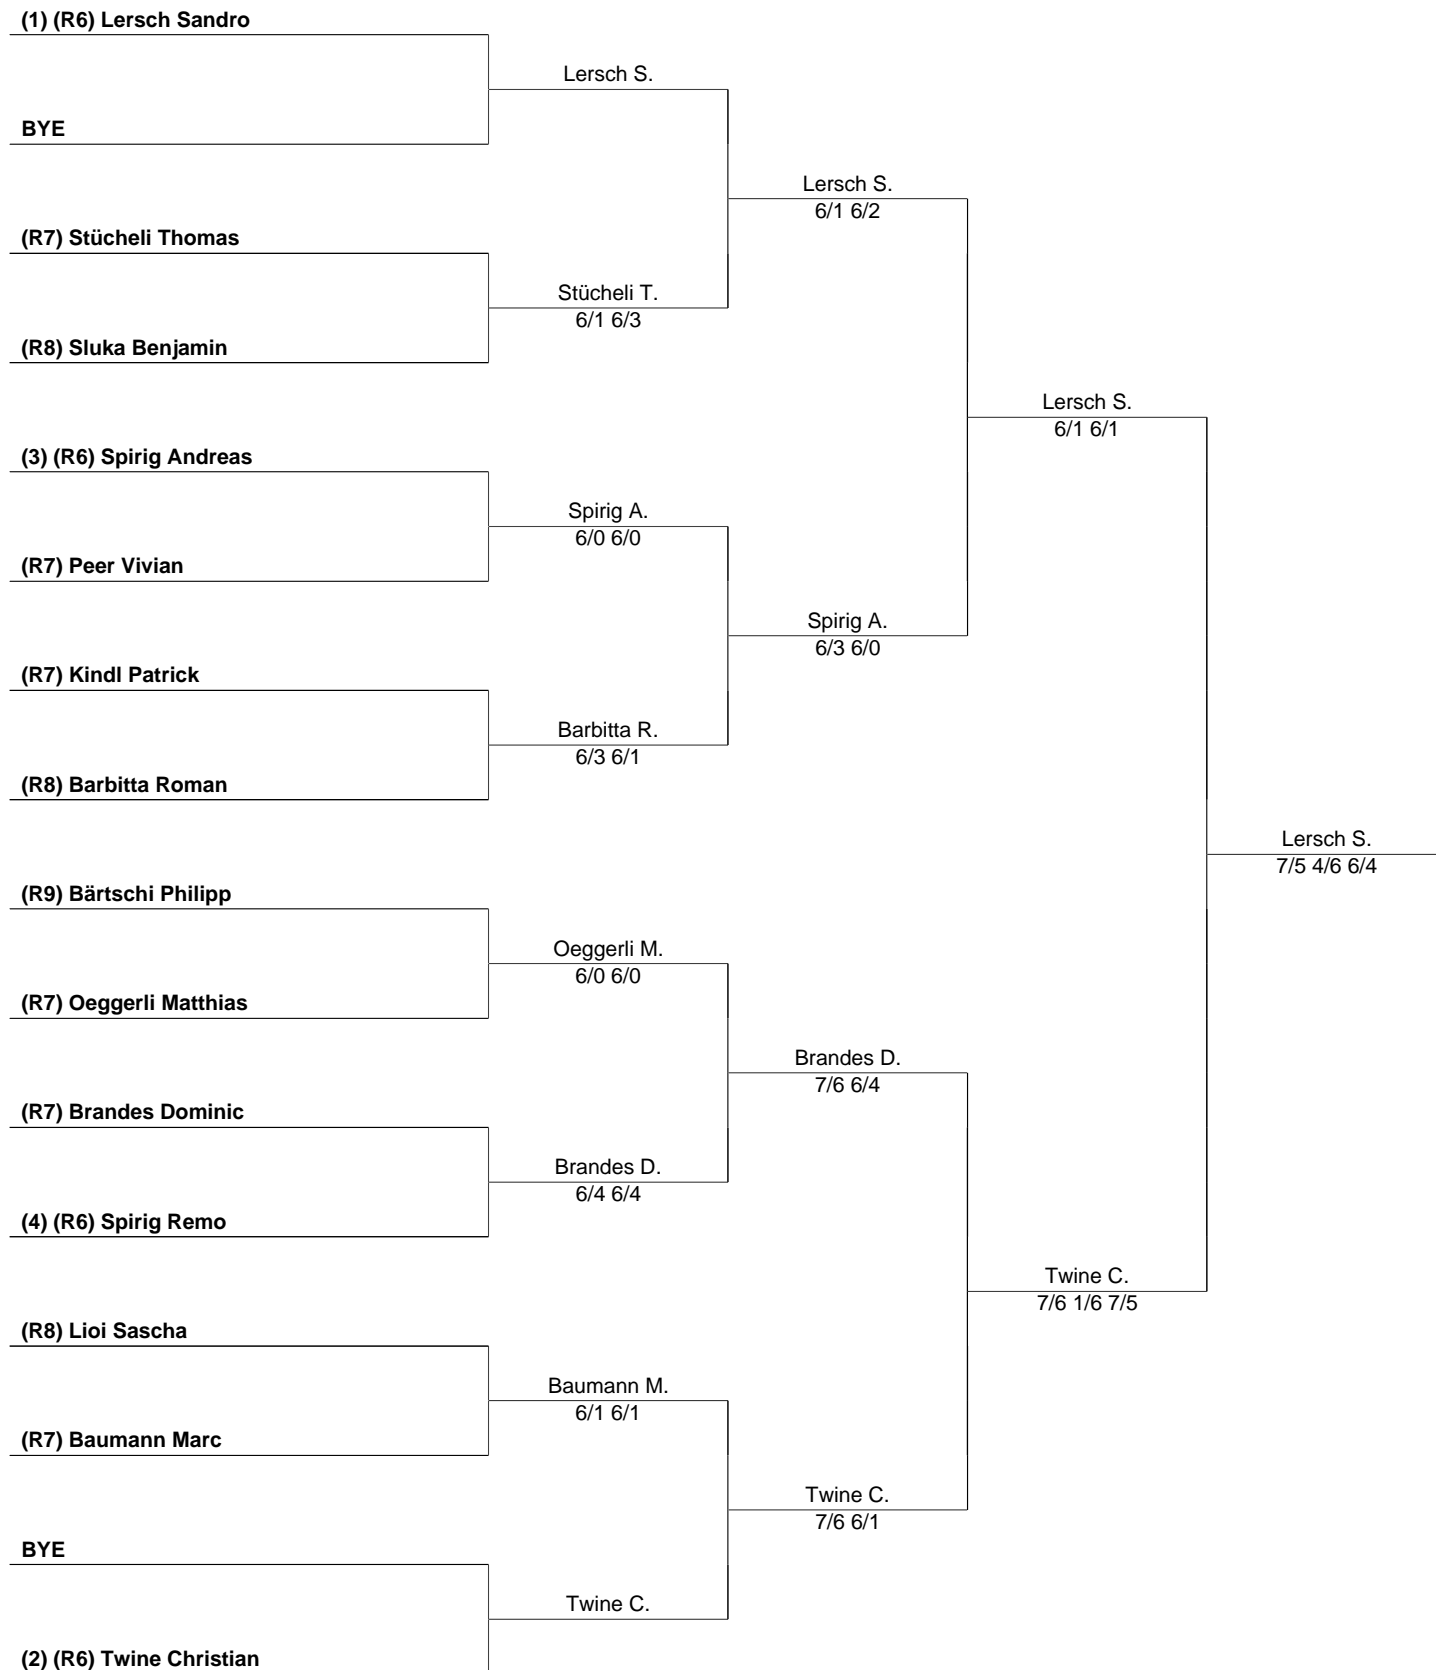 (1) (R6) Lersch Sandro
Lersch S.
BYE
Lersch S.
6/1 6/2
(R7) Stücheli Thomas
Stücheli T.
6/1 6/3
(R8) Sluka Benjamin
Lersch S.
6/1 6/1
(3) (R6) Spirig Andreas
Spirig A.
6/0 6/0
(R7) Peer Vivian
Spirig A.
6/3 6/0
(R7) Kindl Patrick
Barbitta R.
6/3 6/1
(R8) Barbitta Roman
Lersch S.
7/5 4/6 6/4
(R9) Bärtschi Philipp
Oeggerli M.
6/0 6/0
(R7) Oeggerli Matthias
Brandes D.
7/6 6/4
(R7) Brandes Dominic
Brandes D.
6/4 6/4
(4) (R6) Spirig Remo
Twine C.
7/6 1/6 7/5
(R8) Lioi Sascha
Baumann M.
6/1 6/1
(R7) Baumann Marc
Twine C.
7/6 6/1
BYE
Twine C.
(2) (R6) Twine Christian